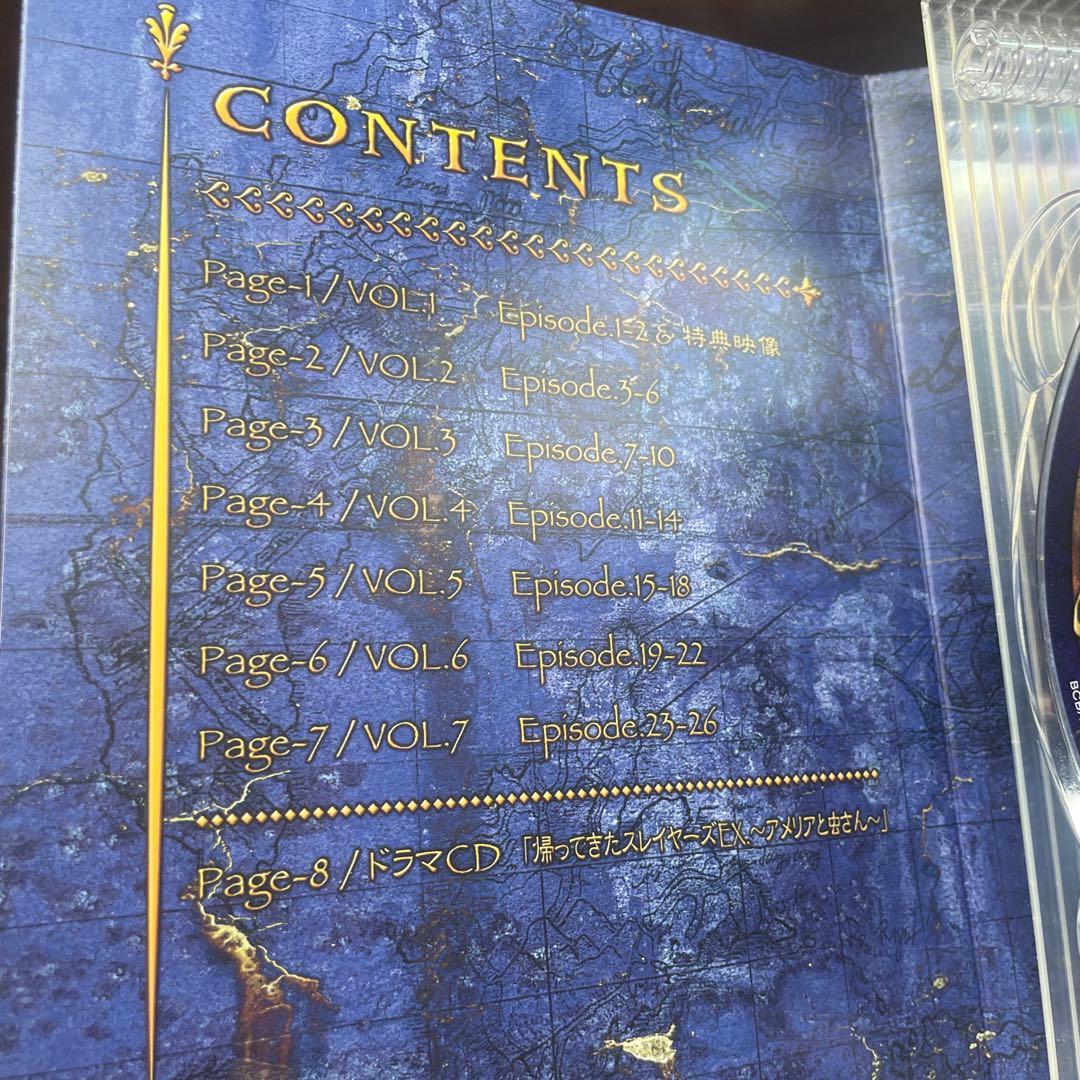 CONTENTS
Page-1 / VOL.1 Episode.1-2 & 特典映像
Page-2 / VOL.2 Episode.3-6
Page-3 / VOL.3 Episode.7-10
Page-4 / VOL.4 Episode.11-14
Page-5 / VOL.5 Episode.15-18
Page-6 / VOL.6 Episode.19-22
Page-7 / VOL.7 Episode.23-26
Page-8 / ドラマCD 「帰ってきたスレイヤーズEX.～アメリアと虫さん～」